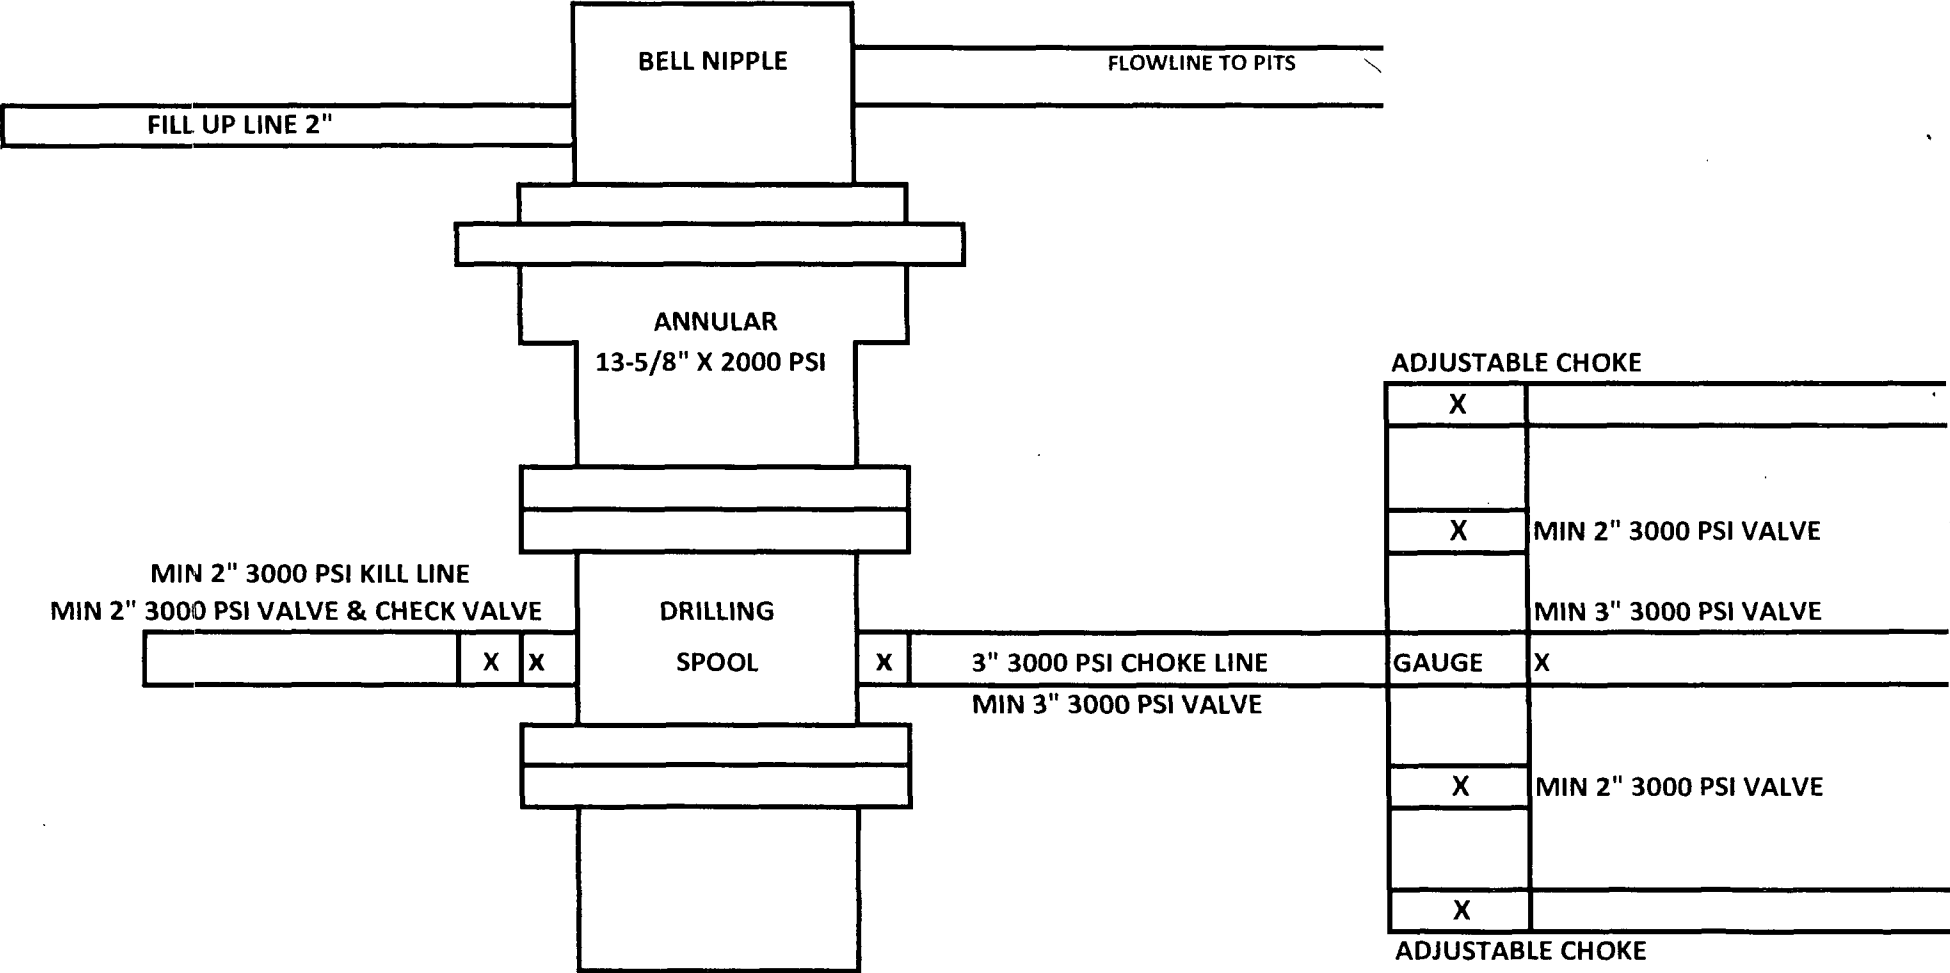 BELL NIPPLE
FLOWLINE TO PITS
FILL UP LINE 2"
ANNULAR
13-5/8" X 2000 PSI
ADJUSTABLE CHOKE
X
X
MIN 2" 3000 PSI VALVE
MIN 2" 3000 PSI KILL LINE
MIN 2" 3000 PSI VALVE & CHECK VALVE
DRILLING
MIN 3" 3000 PSI VALVE
X
X
SPOOL
X
3" 3000 PSI CHOKE LINE
GAUGE
X
MIN 3" 3000 PSI VALVE
X
MIN 2" 3000 PSI VALVE
X
ADJUSTABLE CHOKE